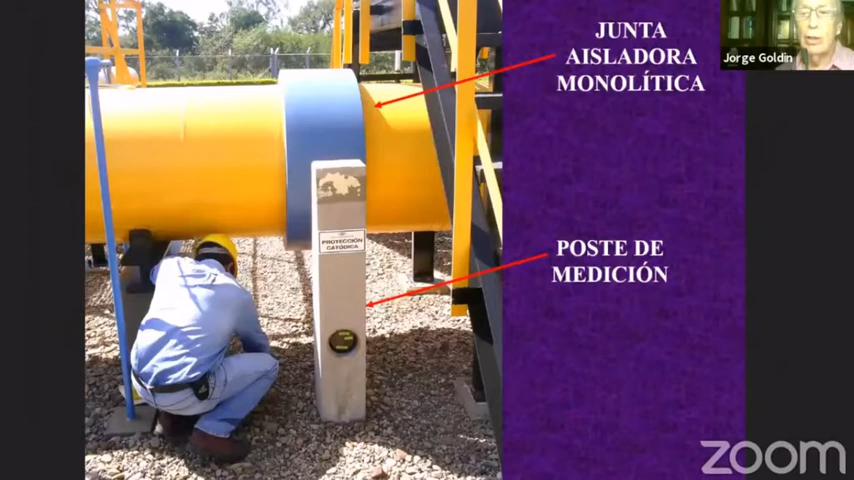 JUNTA
AISLADORA
MONOLÍTICA
Jorge Goldin
PROTECCIÓN
CATÓDICA
POSTE DE
MEDICIÓN
zoom